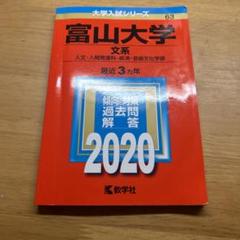 大学入試シリーズ
63
富山大学
文系
人文・人間発達科・経済・芸術文化学部
最近3ヵ年
傾向と対策
過去問
解答
2020
教学社